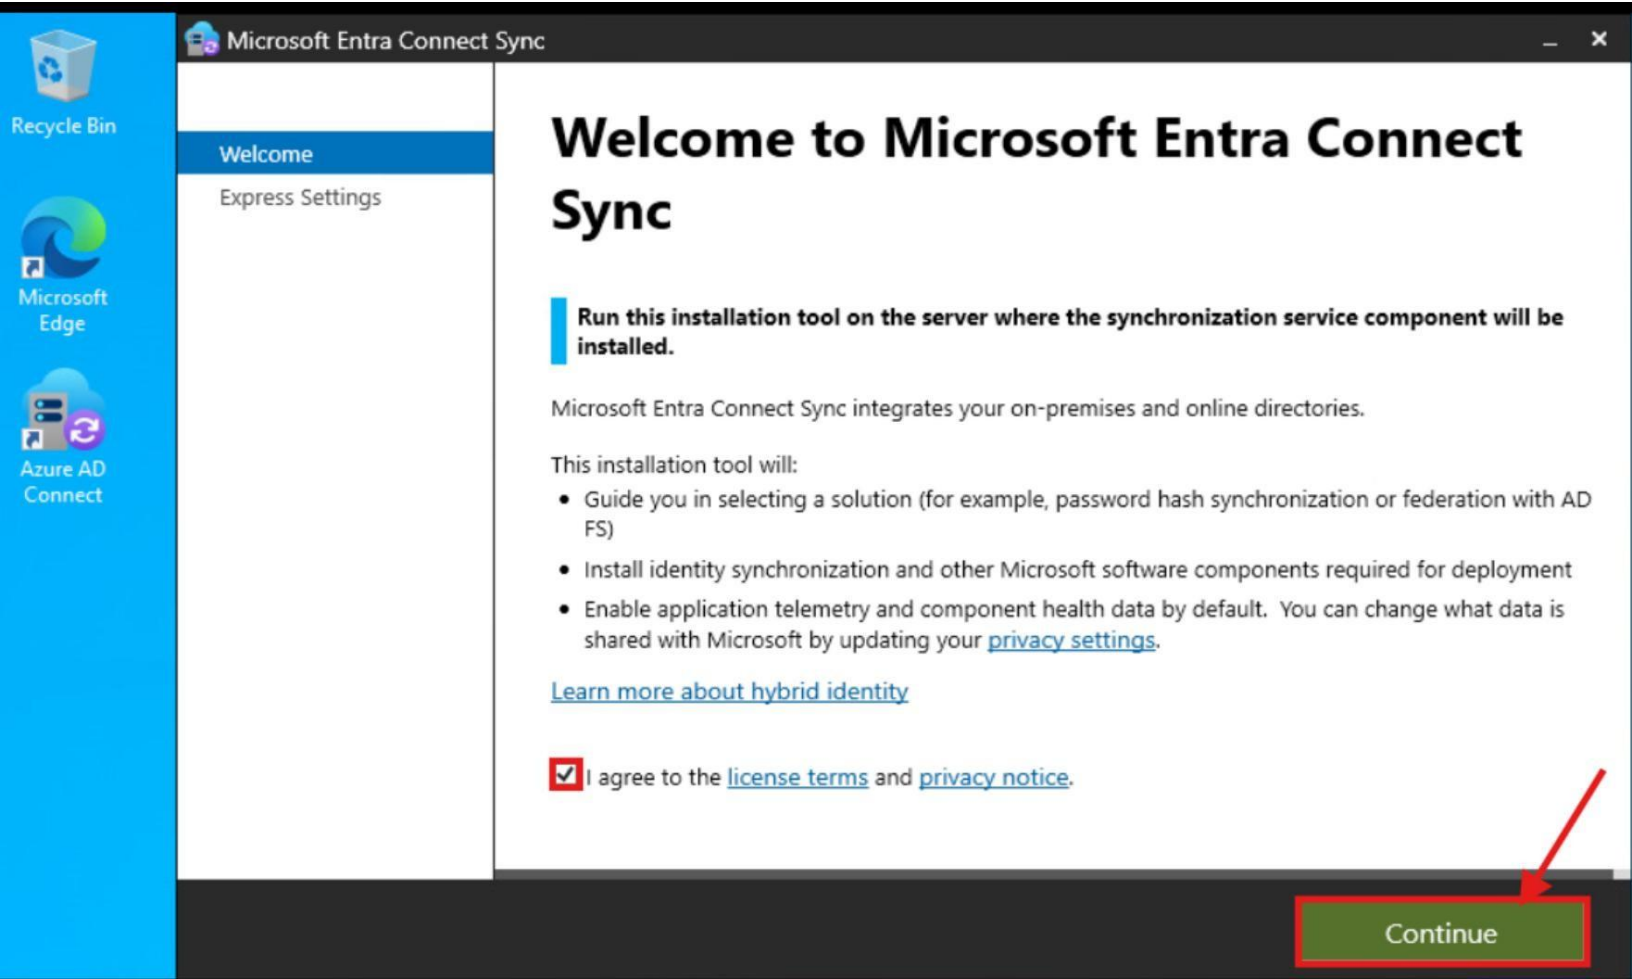 Recycle Bin
Microsoft
Edge
Azure AD
Connect
Microsoft Entra Connect Sync
Welcome
Express Settings
Welcome to Microsoft Entra Connect
Sync
Run this installation tool on the server where the synchronization service component will be
installed.
Microsoft Entra Connect Sync integrates your on-premises and online directories.
This installation tool will:
• Guide you in selecting a solution (for example, password hash synchronization or federation with AD
FS)
• Install identity synchronization and other Microsoft software components required for deployment
• Enable application telemetry and component health data by default.  You can change what data is
shared with Microsoft by updating your privacy settings.
Learn more about hybrid identity
I agree to the license terms and privacy notice.
Continue